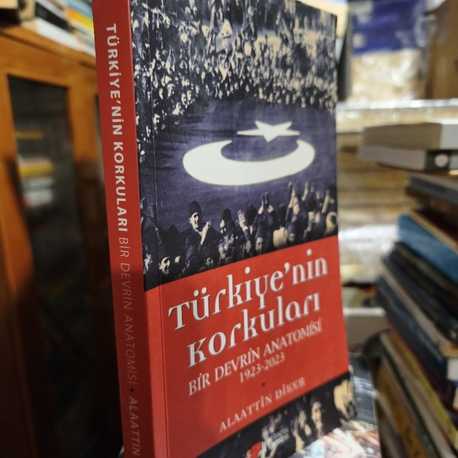 TÜRKİYE'NİN KORKULARI BİR DEVRİN ANATOMİSİ • ALAATTİN
Türkiye'nin
Korkuları
BİR DEVRİN ANATOMİSİ
1923-2023
ALAATTİN DİKER